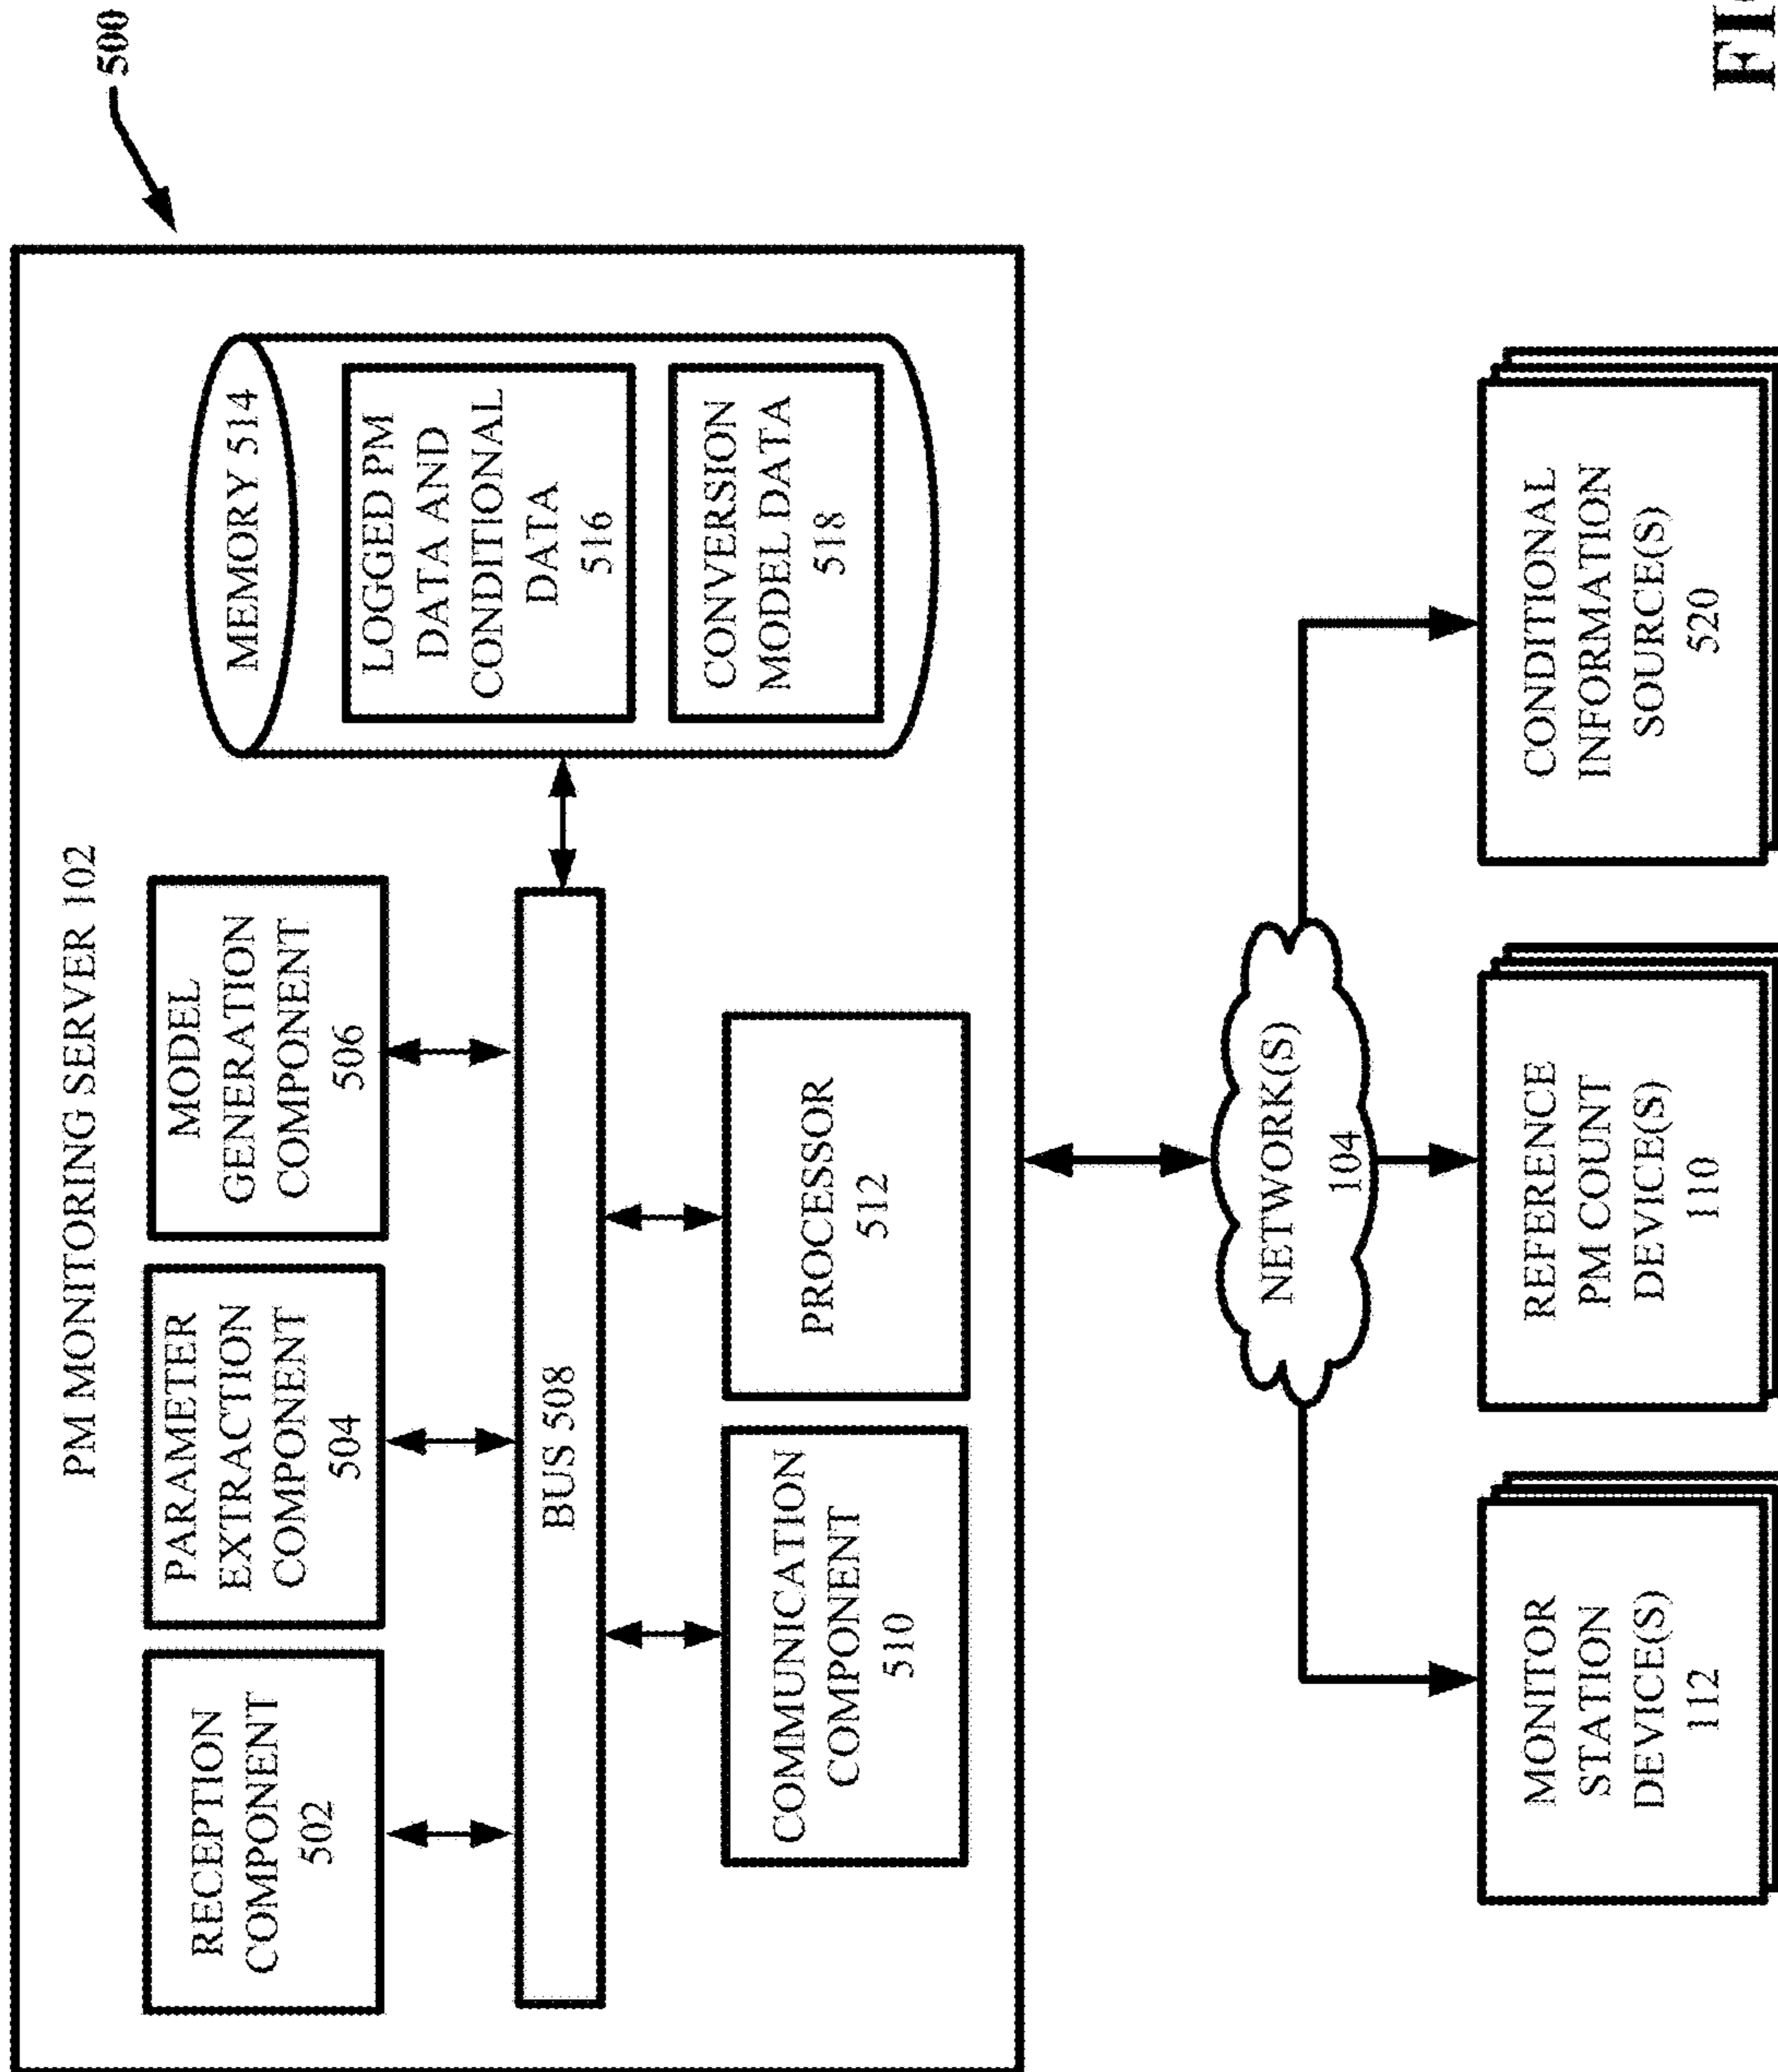 500
PM MONITORING SERVER 102
RECEPTION
COMPONENT
502
PARAMETER
EXTRACTION
COMPONENT
504
MODEL
GENERATION
COMPONENT
506
MEMORY 514
LOGGED PM
DATA AND
CONDITIONAL
DATA
516
CONVERSION
MODEL DATA
518
BUS 508
COMMUNICATION
COMPONENT
510
PROCESSOR
512
NETWORK(S)
104
MONITOR
STATION
DEVICE(S)
112
REFERENCE
PM COUNT
DEVICE(S)
110
CONDITIONAL
INFORMATION
SOURCE(S)
520